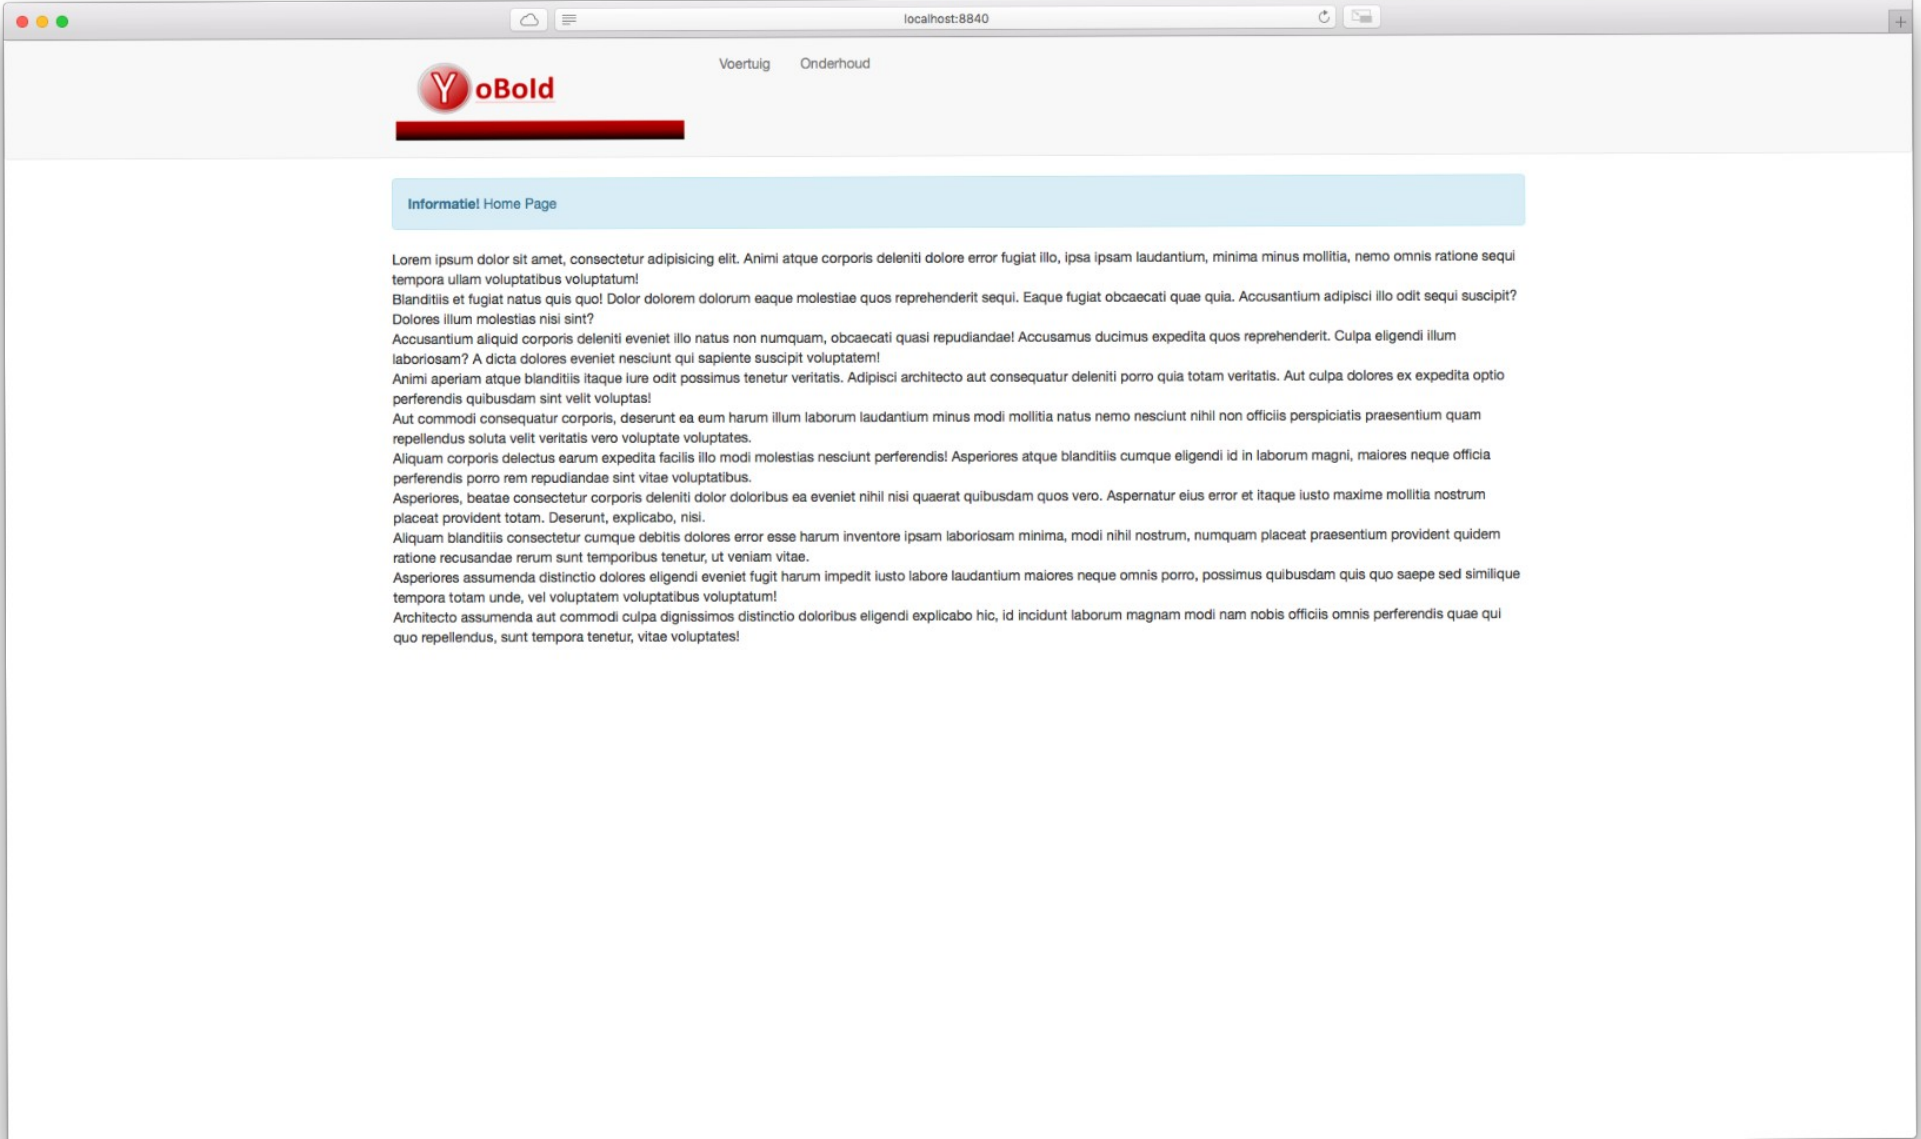 localhost:8840
Voertuig Onderhoud
YoBold
Informatie! Home Page
Lorem ipsum dolor sit amet, consectetur adipisicing elit. Animi atque corporis deleniti dolore error fugiat illo, ipsa ipsam laudantium, minima minus mollitia, nemo omnis ratione sequi
tempora ullam voluptatibus voluptatum!
Blanditiis et fugiat natus quis quo! Dolor dolorem dolorum eaque molestiae quos reprehenderit sequi. Eaque fugiat obcaecati quae quia. Accusantium adipisci illo odit sequi suscipit?
Dolores illum molestias nisi sint?
Accusantium aliquid corporis deleniti eveniet illo natus non numquam, obcaecati quasi repudiandae! Accusamus ducimus expedita quos reprehenderit. Culpa eligendi illum
laboriosam? A dicta dolores eveniet nesciunt qui sapiente suscipit voluptatem!
Animi aperiam atque blanditiis itaque iure odit possimus tenetur veritatis. Adipisci architecto aut consequatur deleniti porro quia totam veritatis. Aut culpa dolores ex expedita optio
perferendis quibusdam sint velit voluptas!
Aut commodi consequatur corporis, deserunt ea eum harum illum laborum laudantium minus modi mollitia natus nemo nesciunt nihil non officiis perspiciatis praesentium quam
repellendus soluta velit veritatis vero voluptate voluptates.
Aliquam corporis delectus earum expedita facilis illo modi molestias nesciunt perferendis! Asperiores atque blanditiis cumque eligendi id in laborum magni, maiores neque officia
perferendis porro rem repudiandae sint vitae voluptatibus.
Asperiores, beatae consectetur corporis deleniti dolor doloribus ea eveniet nihil nisi quaerat quibusdam quos vero. Aspernatur eius error et itaque iusto maxime mollitia nostrum
placeat provident totam. Deserunt, explicabo, nisi.
Aliquam blanditiis consectetur cumque debitis dolores error esse harum inventore ipsam laboriosam minima, modi nihil nostrum, numquam placeat praesentium provident quidem
ratione recusandae rerum sunt temporibus tenetur, ut veniam vitae.
Asperiores assumenda distinctio dolores eligendi eveniet fugit harum impedit iusto labore laudantium maiores neque omnis porro, possimus quibusdam quis quo saepe sed similique
tempora totam unde, vel voluptatem voluptatibus voluptatum!
Architecto assumenda aut commodi culpa dignissimos distinctio doloribus eligendi explicabo hic, id incidunt laborum magnam modi nam nobis officiis omnis perferendis quae qui
quo repellendus, sunt tempora tenetur, vitae voluptates!